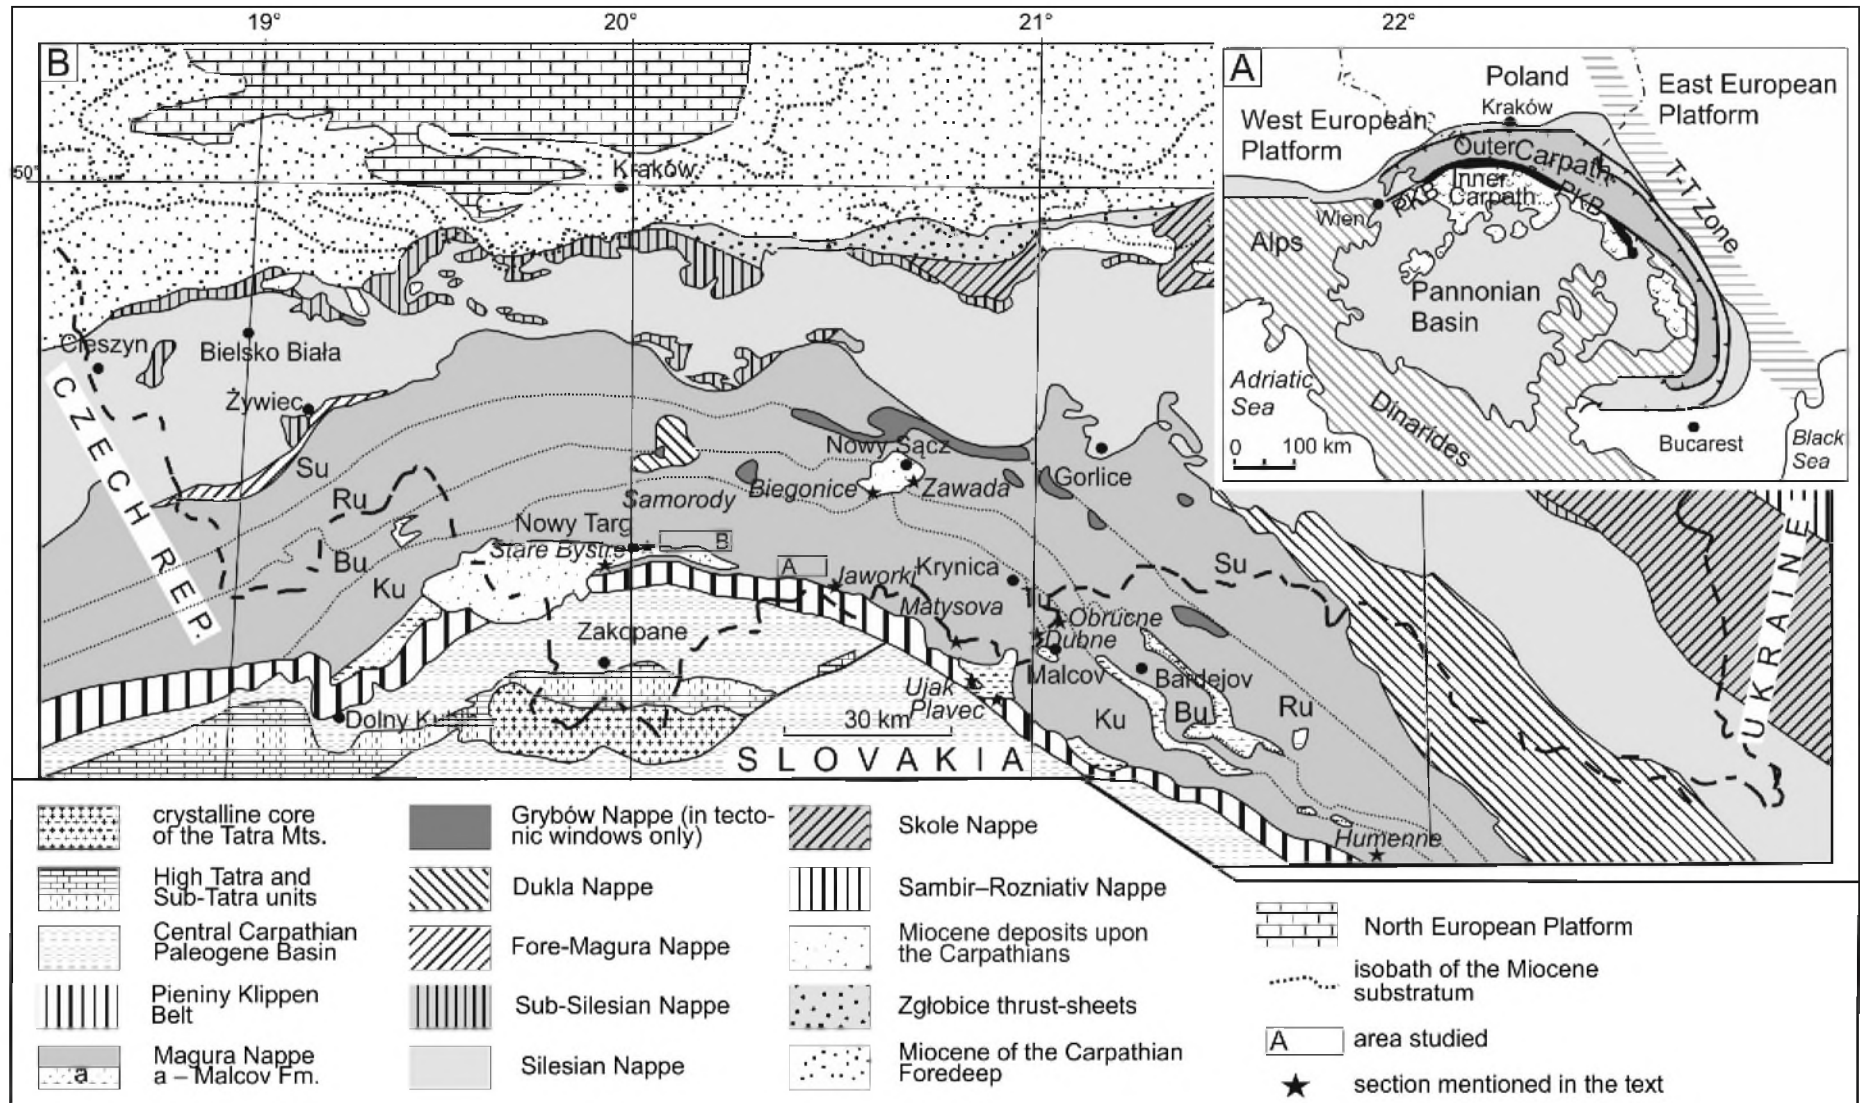 19°
20°
21°
22°
B
50°
Kraków
Cieszyn
Bielsko Biała
Żywiec
CZECH REP.
Su
Ru
Bu
Ku
Nowy Sącz
Biegonice
Zawada
Samorody
Gorlice
Nowy Targ
Stare Bystre
B
A
Jaworki
Krynica
Matysova
Obrucne
Dubne
Malcov
Zakopane
Dolny Kubin
Ujak
Plavec
Bardejov
Su
Ku
Bu
Ru
30 km
SLOVAKIA
Humenne
UKRAINE
A
Poland
Kraków
East European
Platform
West European
Platform
Outer Carpath.
Inner
Carpath
PKB
PKB
T-T Zone
Wien
Alps
Pannonian
Basin
Adriatic
Sea
Dinarides
0 100 km
Bucarest
Black
Sea
crystalline core
of the Tatra Mts.
High Tatra and
Sub-Tatra units
Central Carpathian
Paleogene Basin
Pieniny Klippen
Belt
Magura Nappe
a
a – Malcov Fm.
Grybów Nappe (in tecto-
nic windows only)
Dukla Nappe
Fore-Magura Nappe
Sub-Silesian Nappe
Silesian Nappe
Skole Nappe
Sambir–Rozniativ Nappe
Miocene deposits upon
the Carpathians
Zgłobice thrust-sheets
Miocene of the Carpathian
Foredeep
North European Platform
isobath of the Miocene
substratum
A
area studied
section mentioned in the text